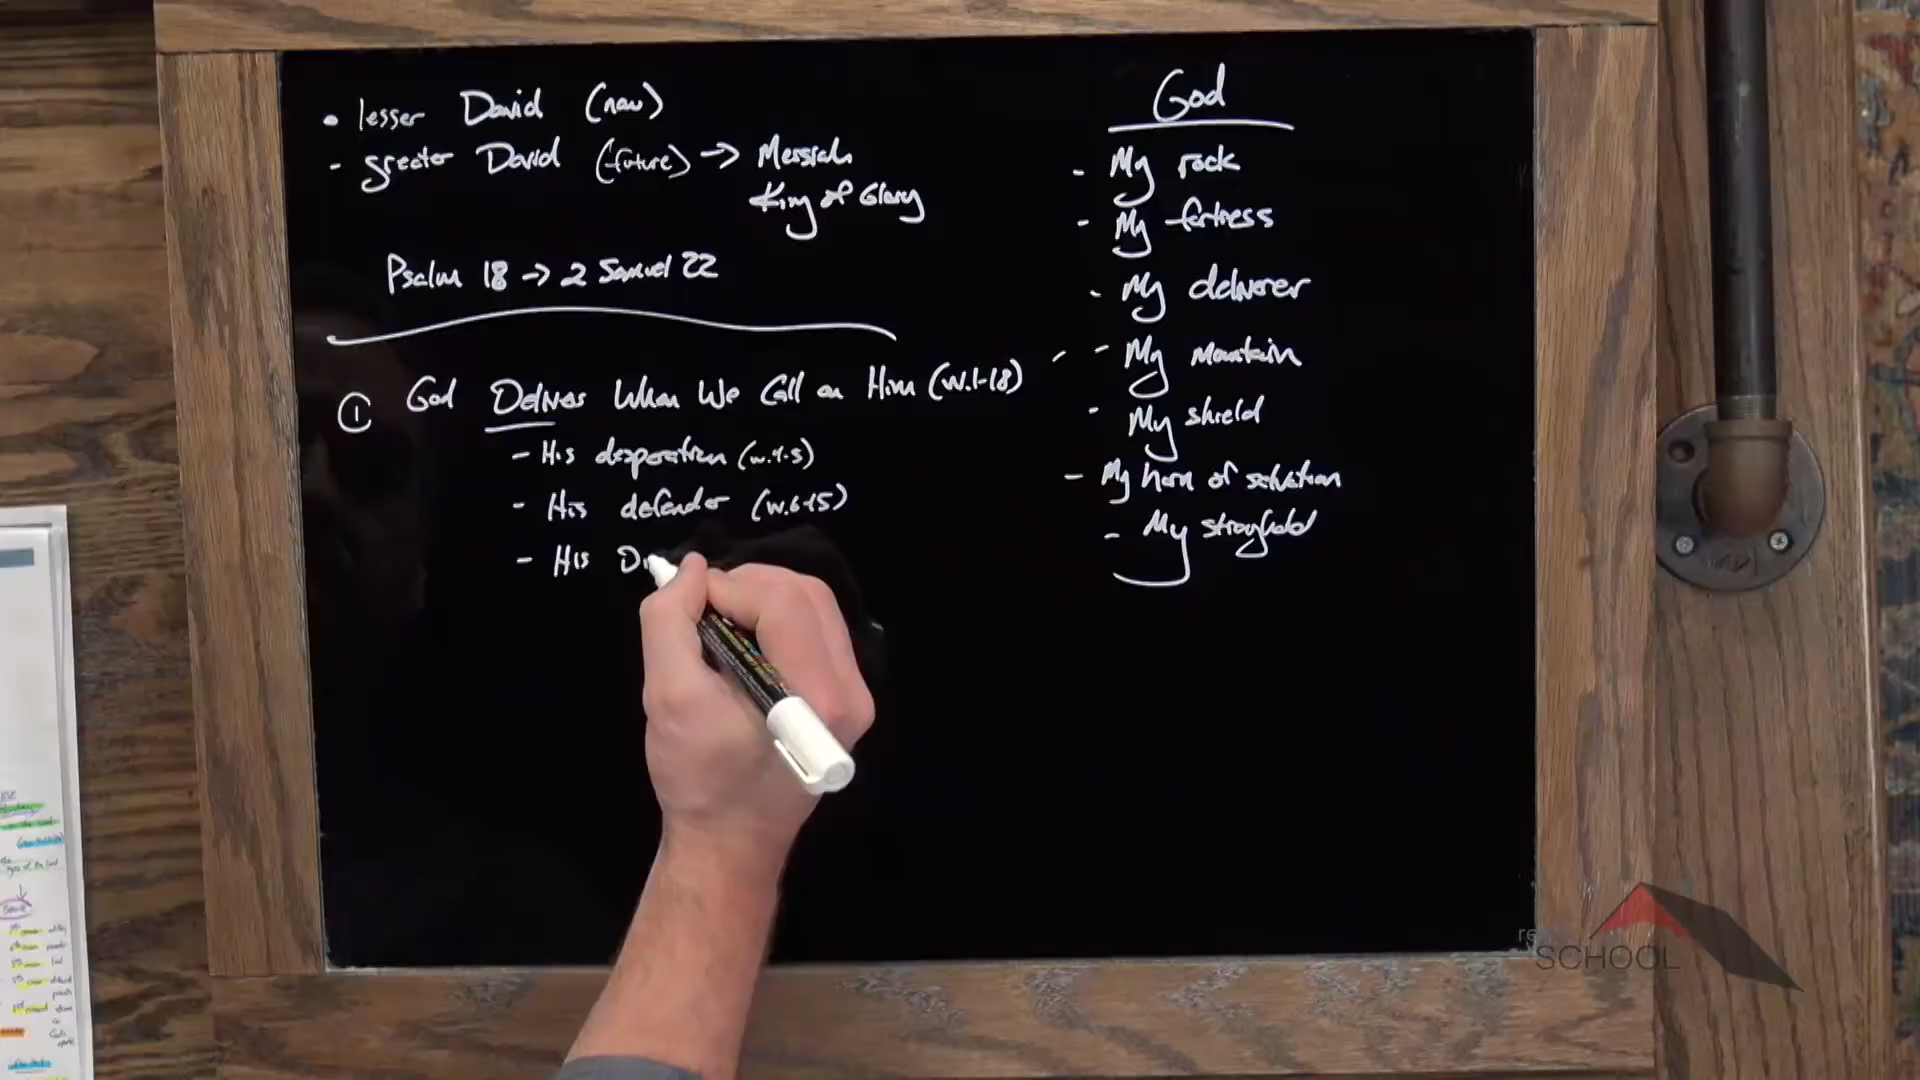 • lesser David (now)
- greater David (future) → Messiah
King of Glory
Psalm 18 → 2 Samuel 22
① God Delivers When We Call on Him (vv.1-18)
- His desperation (vv.4-5)
- His defender (vv.6-15)
- His D
God
- My rock
- My fortress
- My deliverer
- My mountain
- My shield
- My horn of salvation
- My stronghold
SCHOOL